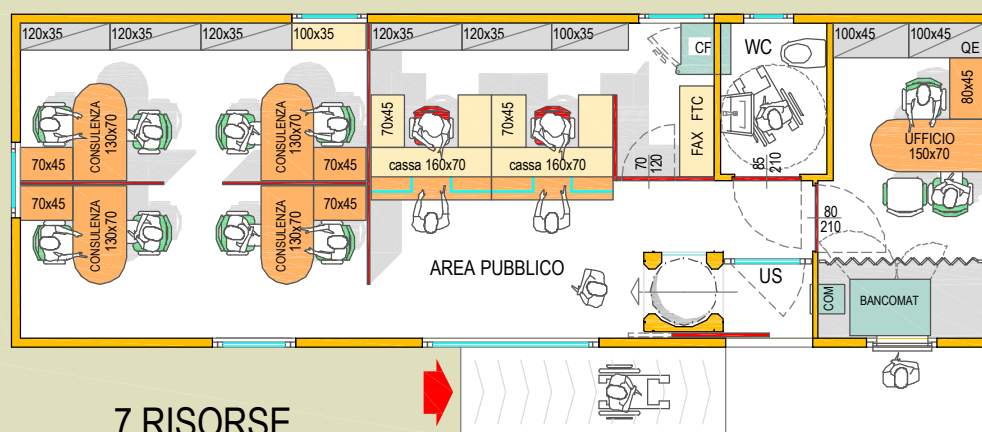 120x35
120x35
120x35
100x35
120x35
120x35
100x35
CF
WC
100x45
100x45
QE
80x45
CONSULENZA
130x70
CONSULENZA
130x70
70x45
70x45
70x45
70x45
cassa 160x70
cassa 160x70
FAX FTC
70
120
85
210
UFFICIO
150x70
70x45
70x45
CONSULENZA
130x70
CONSULENZA
130x70
80
210
AREA PUBBLICO
US
COM
BANCOMAT
7 RISORSE